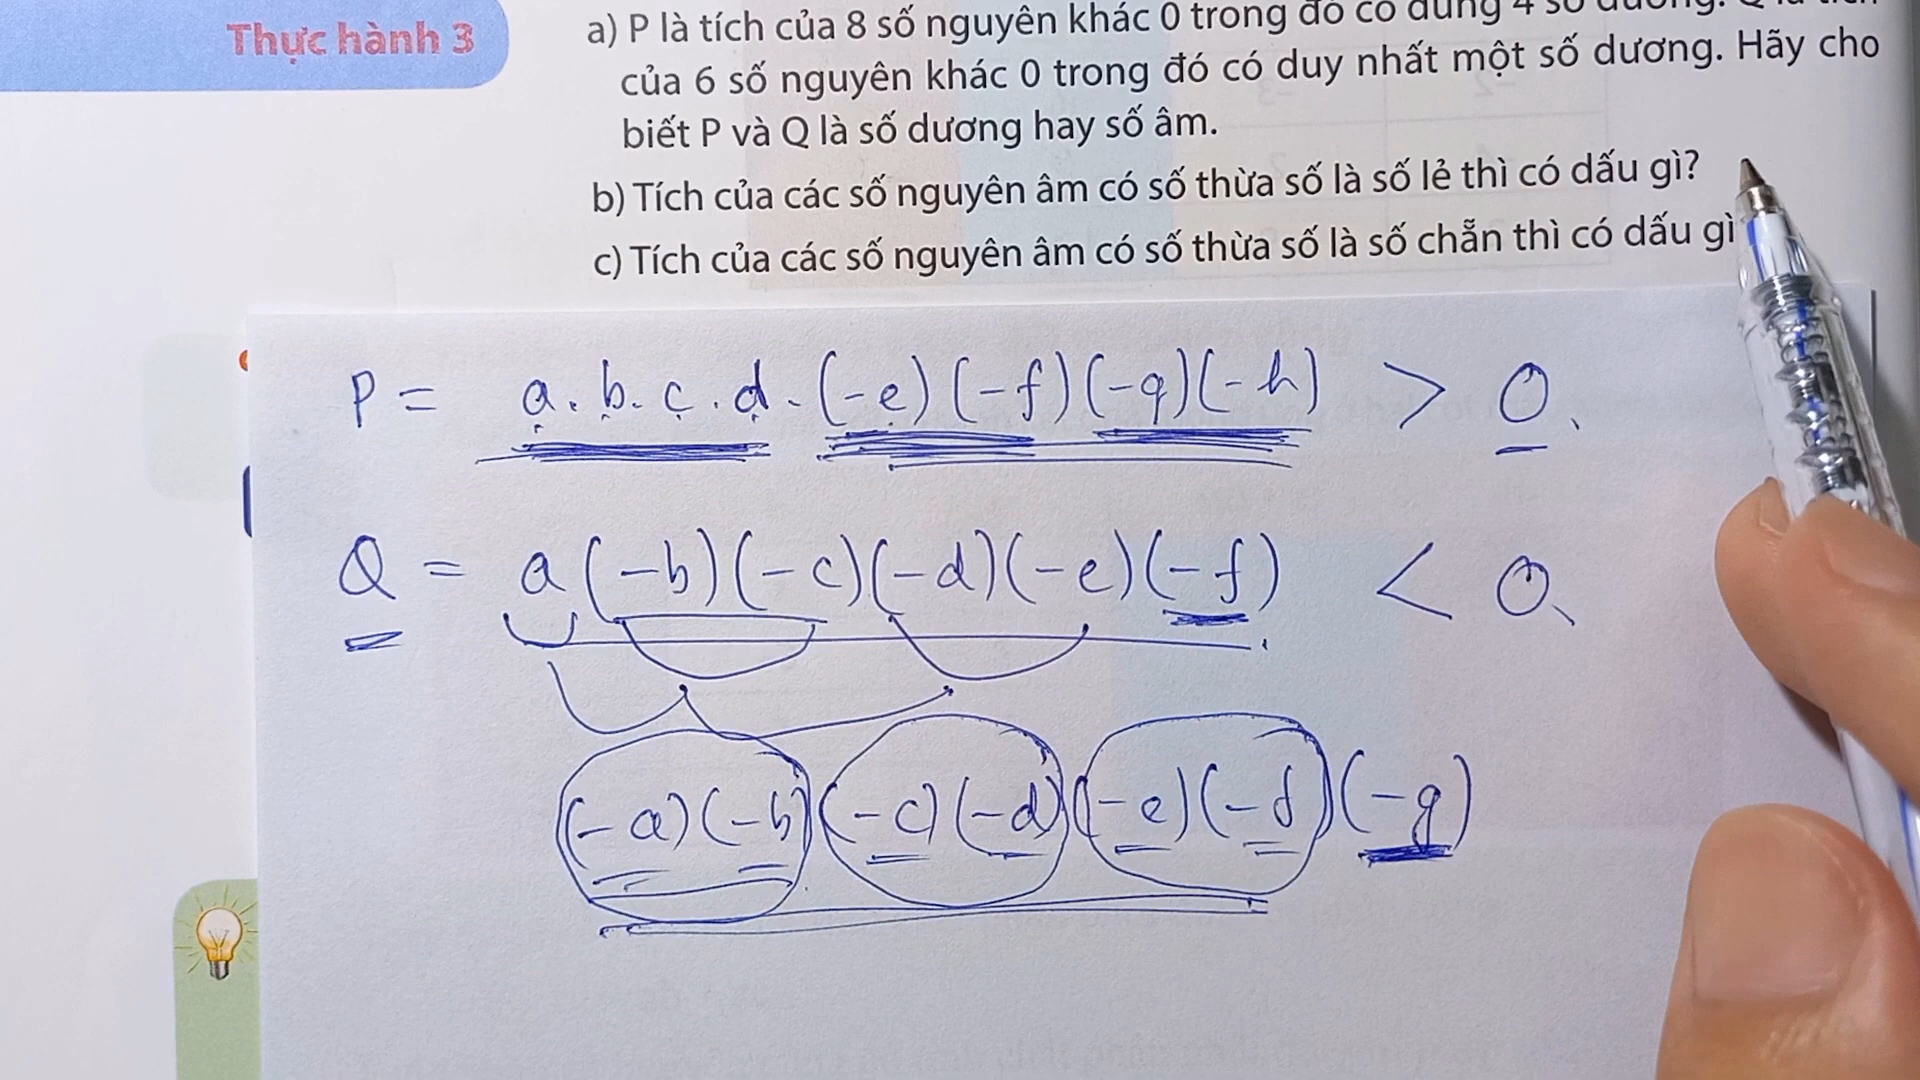 Thực hành 3
a) P là tích của 8 số nguyên khác 0 trong đó có đúng 4 số dương. Q là tích
của 6 số nguyên khác 0 trong đó có duy nhất một số dương. Hãy cho
biết P và Q là số dương hay số âm.
b) Tích của các số nguyên âm có số thừa số là số lẻ thì có dấu gì?
c) Tích của các số nguyên âm có số thừa số là số chẵn thì có dấu gì
P = a. b. c. d. (-e) (-f) (-g) (-h) > 0.
Q = a (-b) (-c) (-d) (-e) (-f) < 0
(-a) (-b) (-c) (-d) (-e) (-f) (-g)